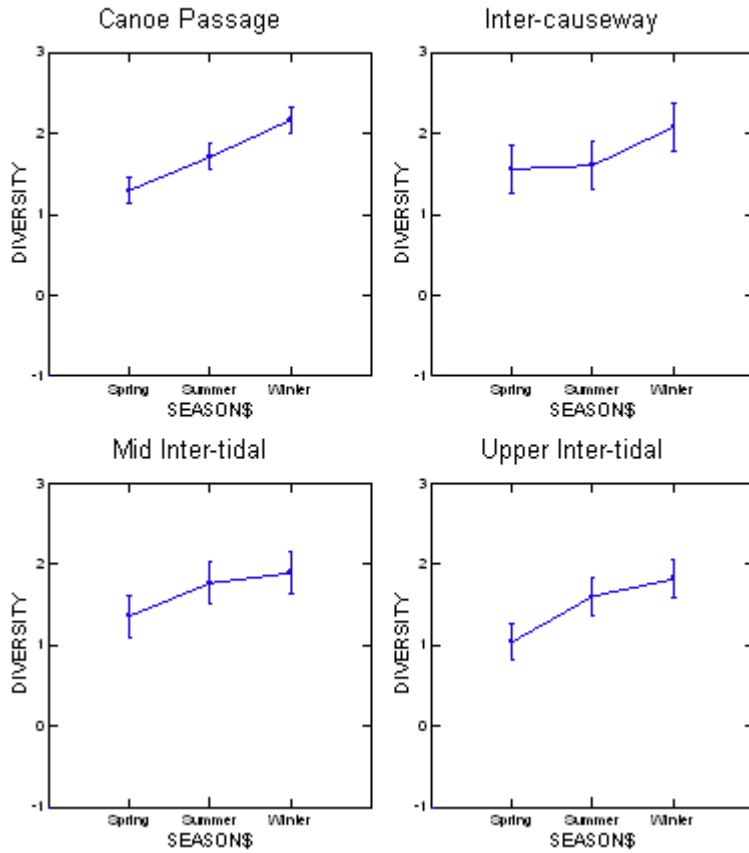 Canoe Passage
3
2
1
0
-1
DIVERSITY
Spring Summer Winter
SEASON$
Inter-causeway
3
2
1
0
-1
DIVERSITY
Spring Summer Winter
SEASON$
Mid Inter-tidal
3
2
1
0
-1
DIVERSITY
Spring Summer Winter
SEASON$
Upper Inter-tidal
3
2
1
0
-1
DIVERSITY
Spring Summer Winter
SEASON$